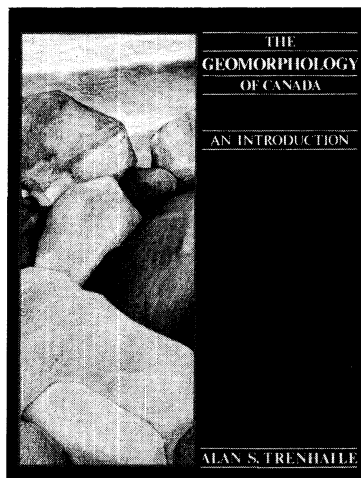 THE
GEOMORPHOLOGY
OF CANADA
AN INTRODUCTION
ALAN S. TRENHAILE